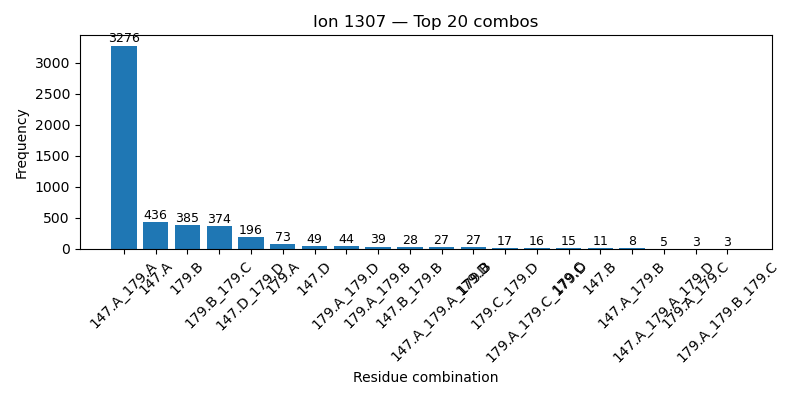 Ion 1307 — Top 20 combos
3276
436
385
374
196
73
49
44
39
28
27
27
17
16
15
11
8
5
3
3
Frequency
3000
2500
2000
1500
1000
500
0
147.A_179.A
147.A
179.B
179.B_179.C
147.D_179.D
179.A
147.D
179.A_179.D
179.A_179.B
147.B_179.B
147.A_179.A_179.B
179.C_179.D
179.A_179.C_179.D
147.B
147.A_179.B
147.A_179.A_179.D
179.A_179.C
179.A_179.B_179.C
Residue combination